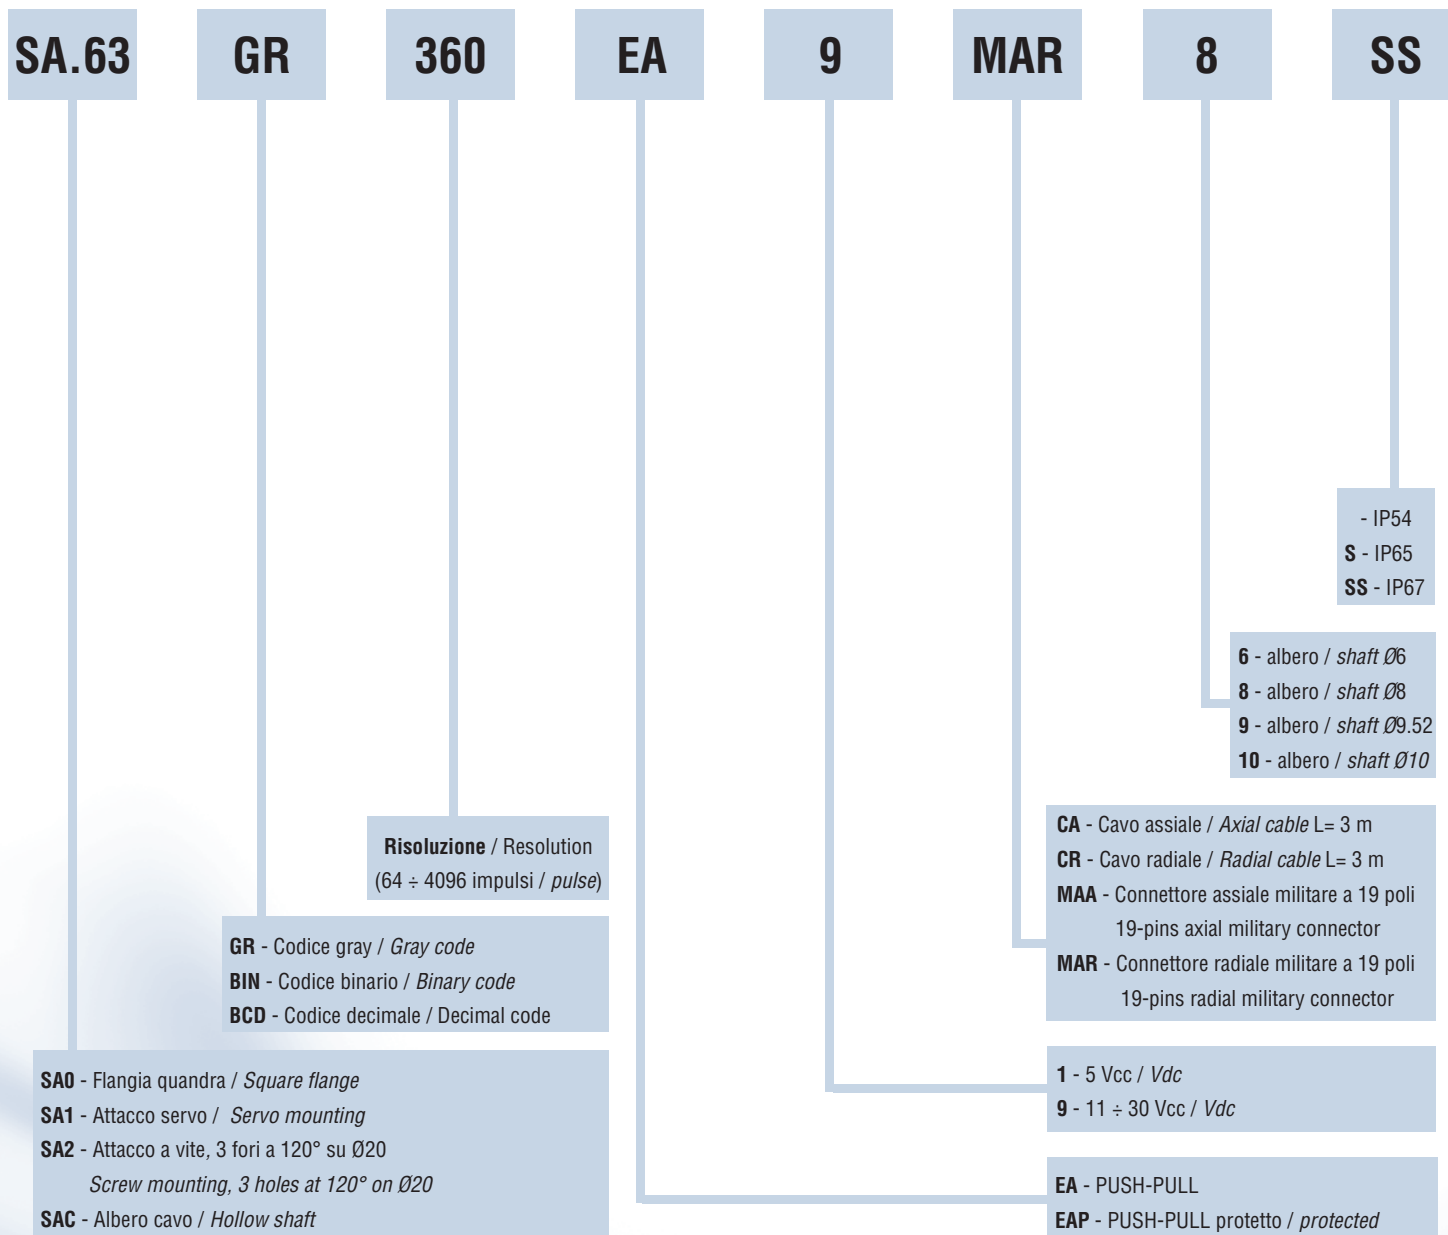 SA.63 GR 360 EA 9 MAR 8 SS
- IP54
S - IP65
SS - IP67
6 - albero / shaft Ø6
8 - albero / shaft Ø8
9 - albero / shaft Ø9.52
10 - albero / shaft Ø10
CA - Cavo assiale / Axial cable L= 3 m
CR - Cavo radiale / Radial cable L= 3 m
MAA - Connettore assiale militare a 19 poli
19-pins axial military connector
MAR - Connettore radiale militare a 19 poli
19-pins radial military connector
Risoluzione / Resolution
(64 ÷ 4096 impulsi / pulse)
GR - Codice gray / Gray code
BIN - Codice binario / Binary code
BCD - Codice decimale / Decimal code
1 - 5 Vcc / Vdc
9 - 11 ÷ 30 Vcc / Vdc
SA0 - Flangia quandra / Square flange
SA1 - Attacco servo / Servo mounting
SA2 - Attacco a vite, 3 fori a 120° su Ø20
Screw mounting, 3 holes at 120° on Ø20
SAC - Albero cavo / Hollow shaft
EA - PUSH-PULL
EAP - PUSH-PULL protetto / protected